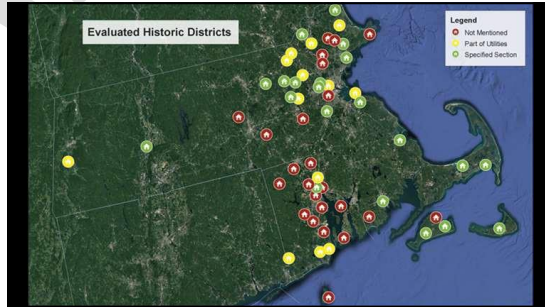 Evaluated Historic Districts
Legend
Not Mentioned
Part of Utilities
Specified Section